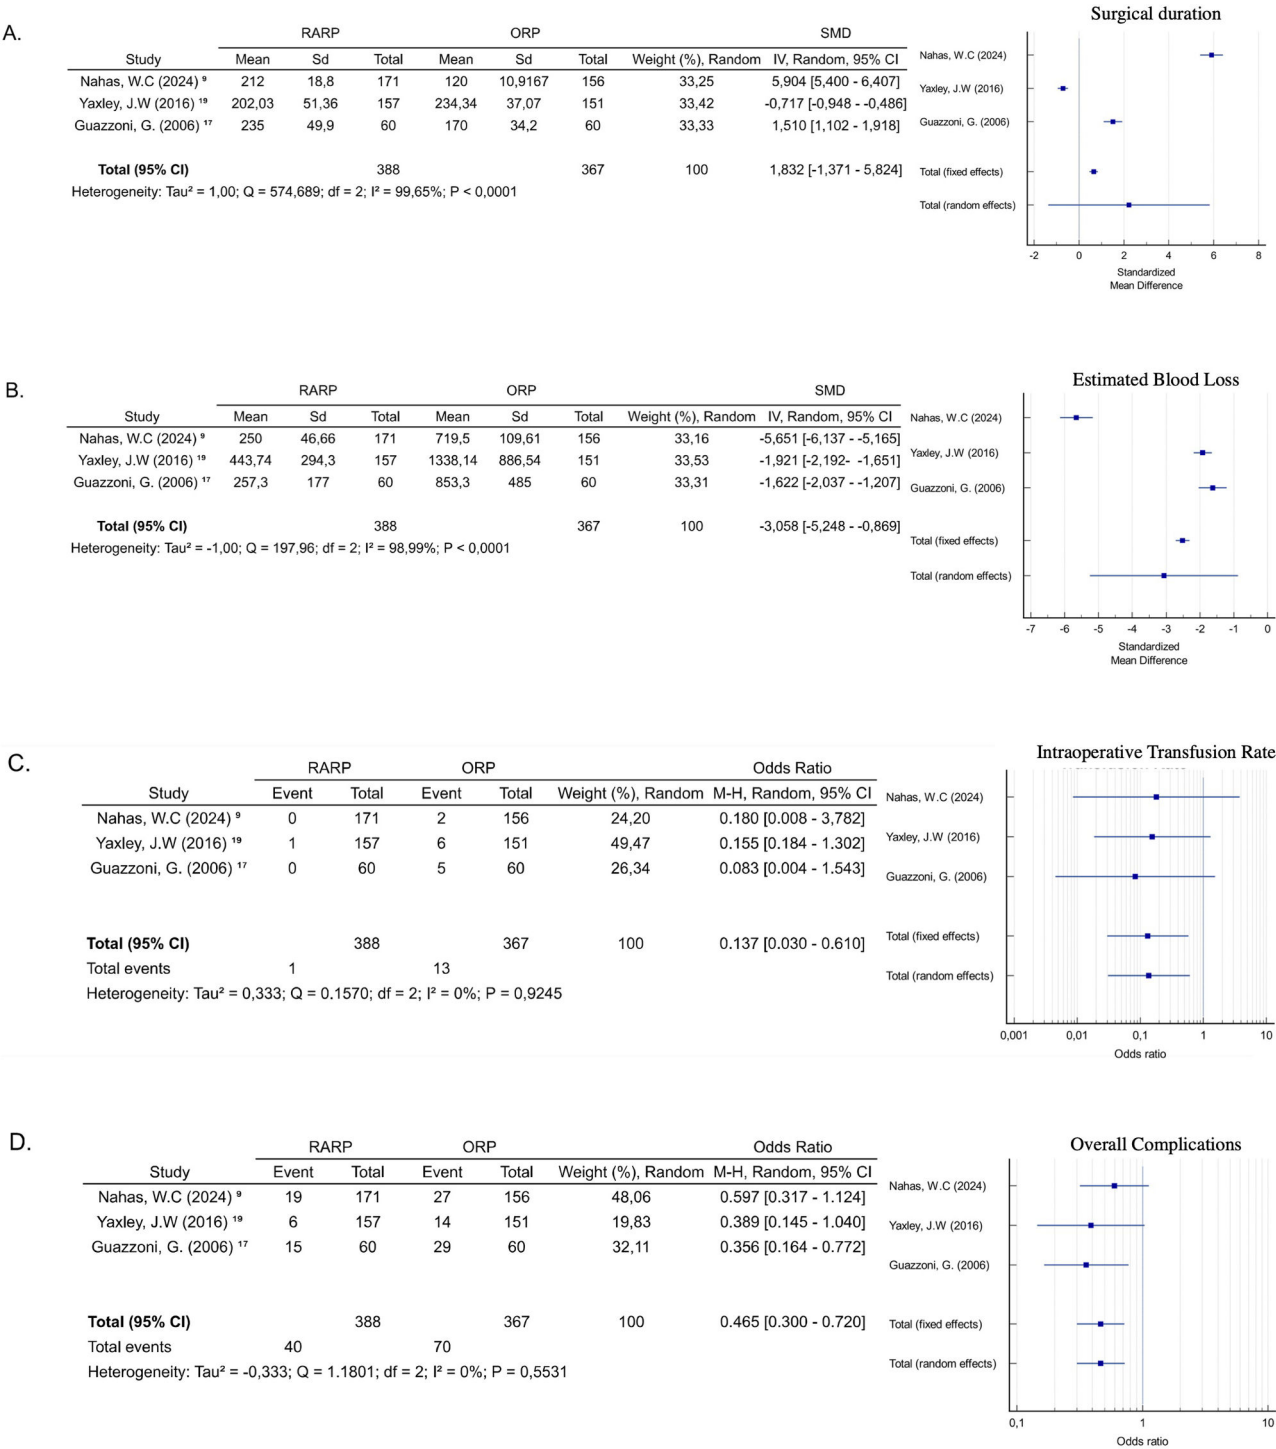 A.
Surgical duration
RARP ORP SMD
Study Mean Sd Total Mean Sd Total Weight (%), Random IV, Random, 95% CI
Nahas, W.C (2024) ⁹ 212 18,8 171 120 10,9167 156 33,25 5,904 [5,400 - 6,407]
Yaxley, J.W (2016) ¹⁹ 202,03 51,36 157 234,34 37,07 151 33,42 -0,717 [-0,948 - -0,486]
Guazzoni, G. (2006) ¹⁷ 235 49,9 60 170 34,2 60 33,33 1,510 [1,102 - 1,918]
Total (95% CI) 388 367 100 1,832 [-1,371 - 5,824]
Heterogeneity: Tau² = 1,00; Q = 574,689; df = 2; I² = 99,65%; P < 0,0001
Nahas, W.C (2024)
Yaxley, J.W (2016)
Guazzoni, G. (2006)
Total (fixed effects)
Total (random effects)
-2 0 2 4 6 8
Standardized
Mean Difference
B.
Estimated Blood Loss
RARP ORP SMD
Study Mean Sd Total Mean Sd Total Weight (%), Random IV, Random, 95% CI
Nahas, W.C (2024) ⁹ 250 46,66 171 719,5 109,61 156 33,16 -5,651 [-6,137 - -5,165]
Yaxley, J.W (2016) ¹⁹ 443,74 294,3 157 1338,14 886,54 151 33,53 -1,921 [-2,192- -1,651]
Guazzoni, G. (2006) ¹⁷ 257,3 177 60 853,3 485 60 33,31 -1,622 [-2,037 - -1,207]
Total (95% CI) 388 367 100 -3,058 [-5,248 - -0,869]
Heterogeneity: Tau² = -1,00; Q = 197,96; df = 2; I² = 98,99%; P < 0,0001
Nahas, W.C (2024)
Yaxley, J.W (2016)
Guazzoni, G. (2006)
Total (fixed effects)
Total (random effects)
-7 -6 -5 -4 -3 -2 -1 0
Standardized
Mean Difference
C.
Intraoperative Transfusion Rate
RARP ORP Odds Ratio
Study Event Total Event Total Weight (%), Random M-H, Random, 95% CI
Nahas, W.C (2024) ⁹ 0 171 2 156 24,20 0.180 [0.008 - 3,782]
Yaxley, J.W (2016) ¹⁹ 1 157 6 151 49,47 0.155 [0.184 - 1.302]
Guazzoni, G. (2006) ¹⁷ 0 60 5 60 26,34 0.083 [0.004 - 1.543]
Total (95% CI) 388 367 100 0.137 [0.030 - 0.610]
Total events 1 13
Heterogeneity: Tau² = 0,333; Q = 0.1570; df = 2; I² = 0%; P = 0,9245
Nahas, W.C (2024)
Yaxley, J.W (2016)
Guazzoni, G. (2006)
Total (fixed effects)
Total (random effects)
0,001 0,01 0,1 1 10
Odds ratio
D.
Overall Complications
RARP ORP Odds Ratio
Study Event Total Event Total Weight (%), Random M-H, Random, 95% CI
Nahas, W.C (2024) ⁹ 19 171 27 156 48,06 0.597 [0.317 - 1.124]
Yaxley, J.W (2016) ¹⁹ 6 157 14 151 19,83 0.389 [0.145 - 1.040]
Guazzoni, G. (2006) ¹⁷ 15 60 29 60 32,11 0.356 [0.164 - 0.772]
Total (95% CI) 388 367 100 0.465 [0.300 - 0.720]
Total events 40 70
Heterogeneity: Tau² = -0,333; Q = 1.1801; df = 2; I² = 0%; P = 0,5531
Nahas, W.C (2024)
Yaxley, J.W (2016)
Guazzoni, G. (2006)
Total (fixed effects)
Total (random effects)
0,1 1 10
Odds ratio